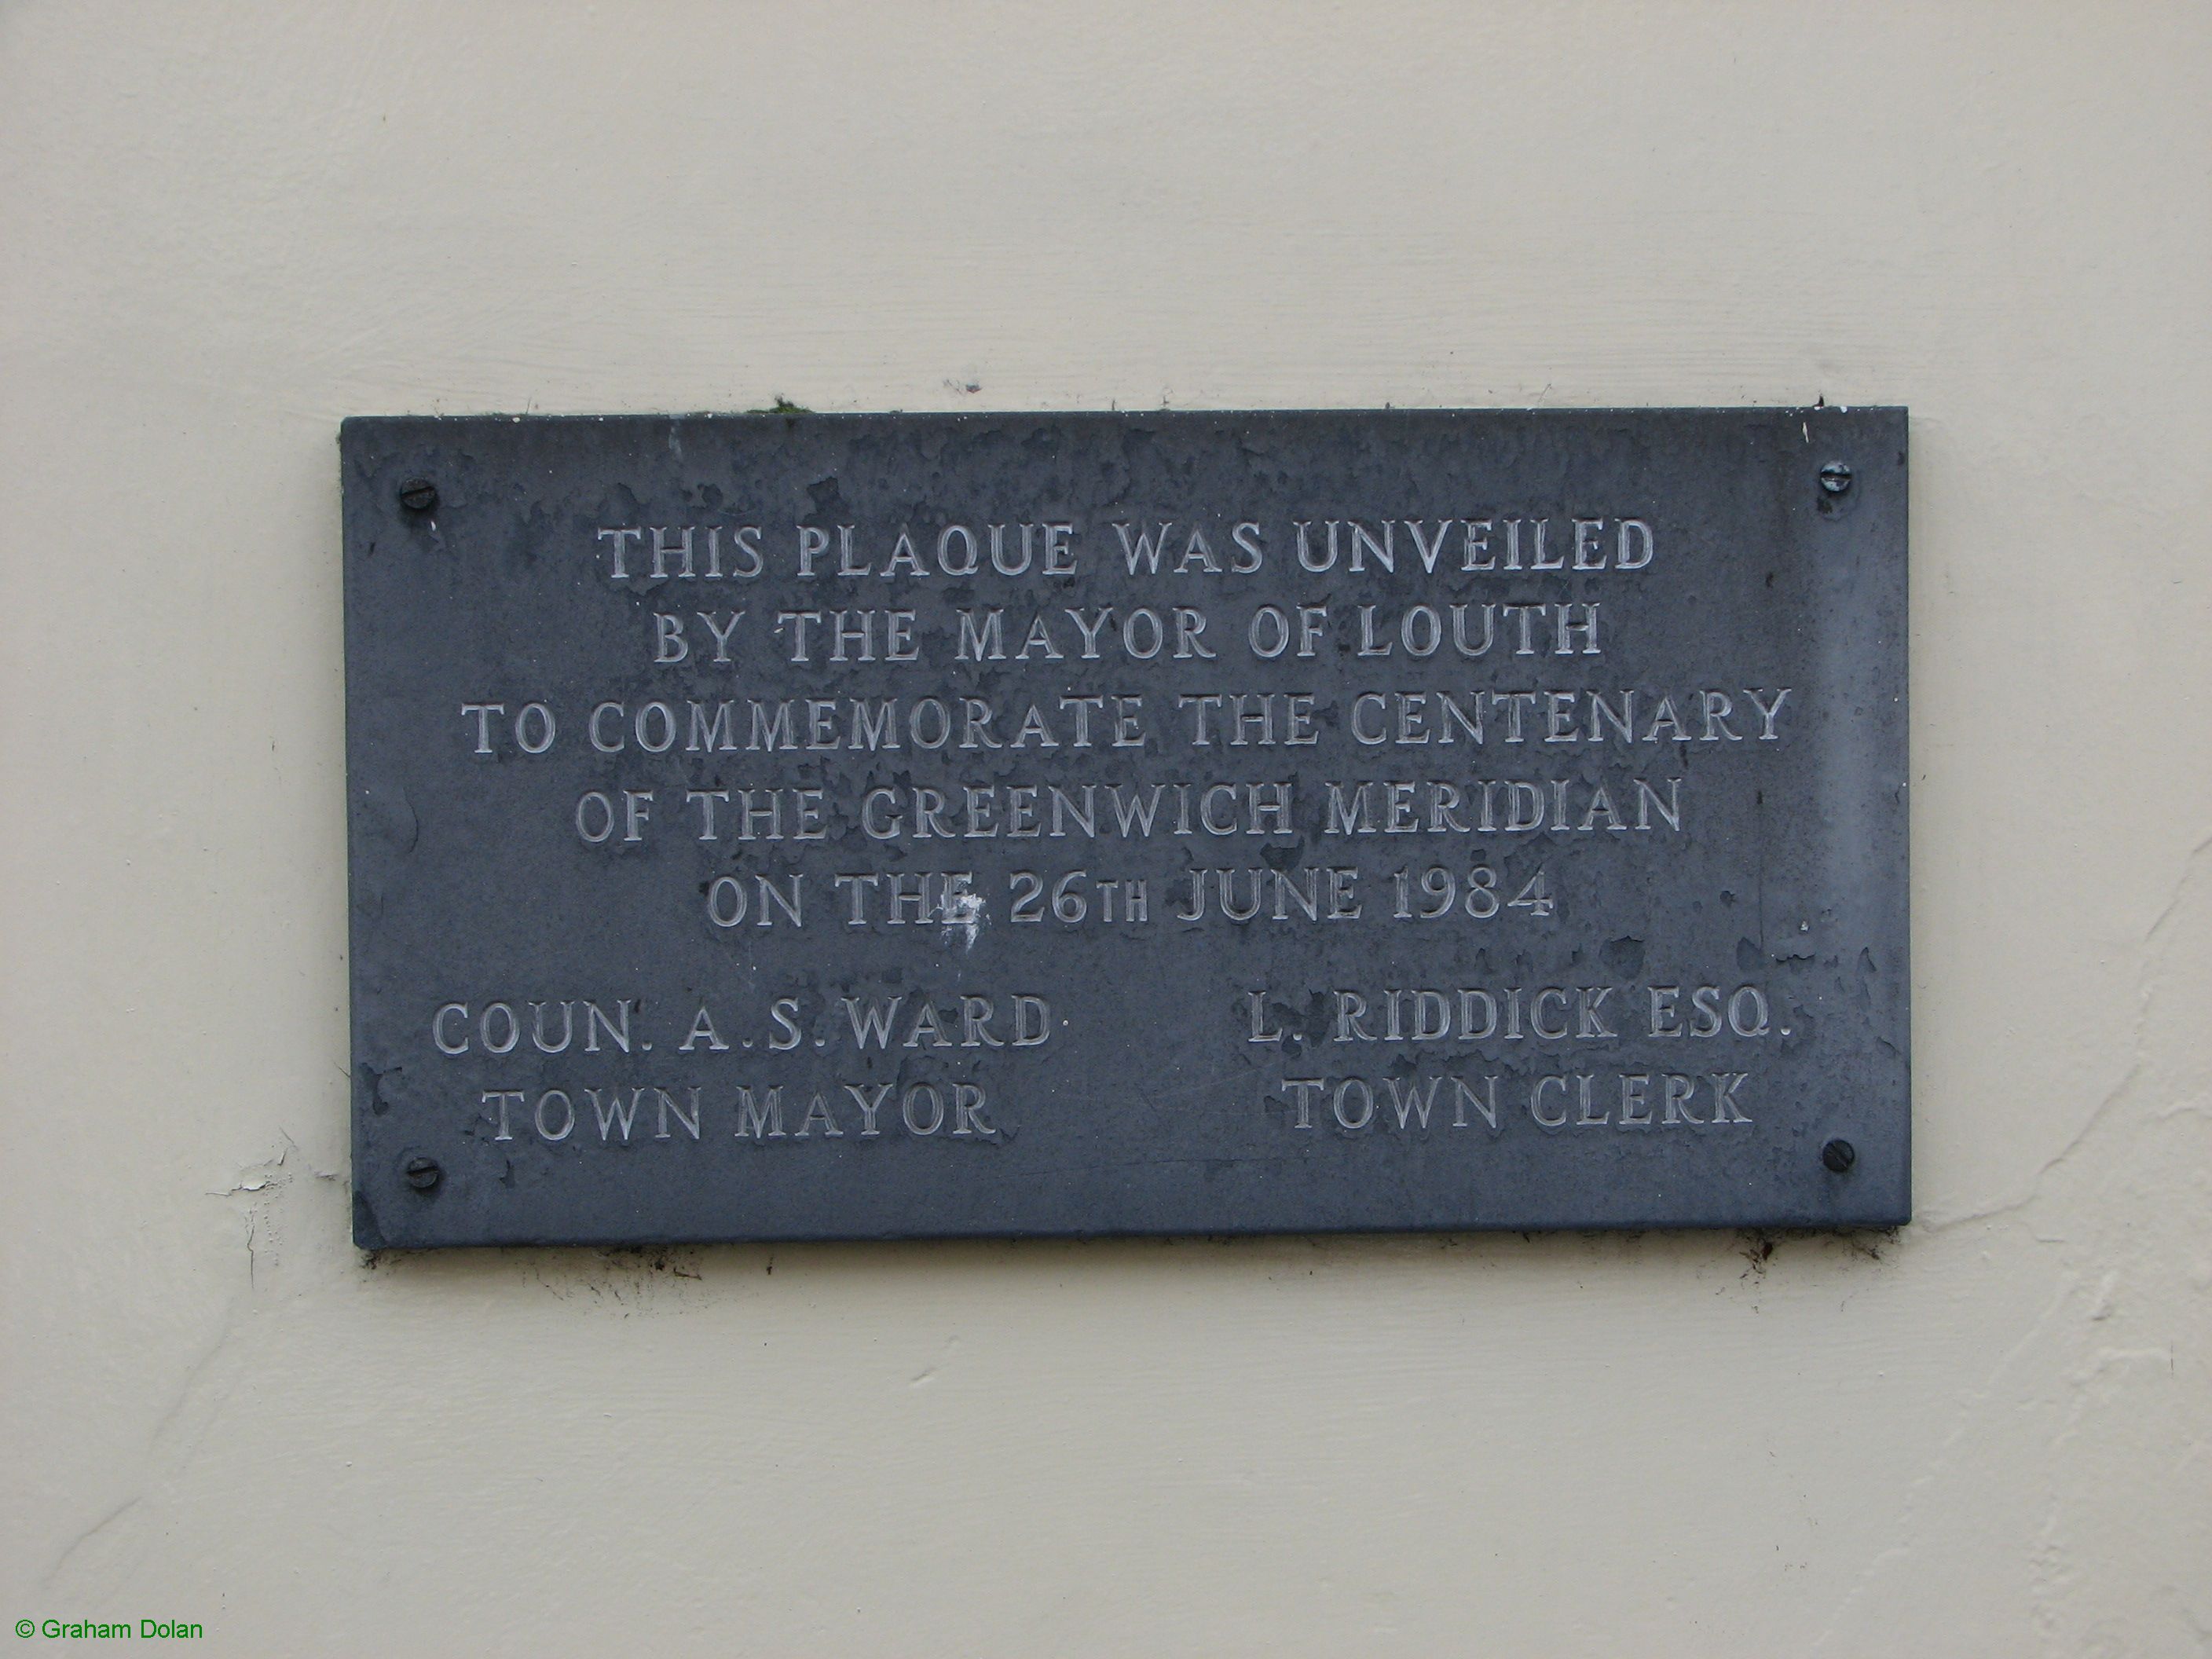 THIS PLAQUE WAS UNVEILED
BY THE MAYOR OF LOUTH
TO COMMEMORATE THE CENTENARY
OF THE GREENWICH MERIDIAN
ON THE 26TH JUNE 1984
COUN. A.S. WARD
TOWN MAYOR
L. RIDDICK ESQ.
TOWN CLERK
© Graham Dolan